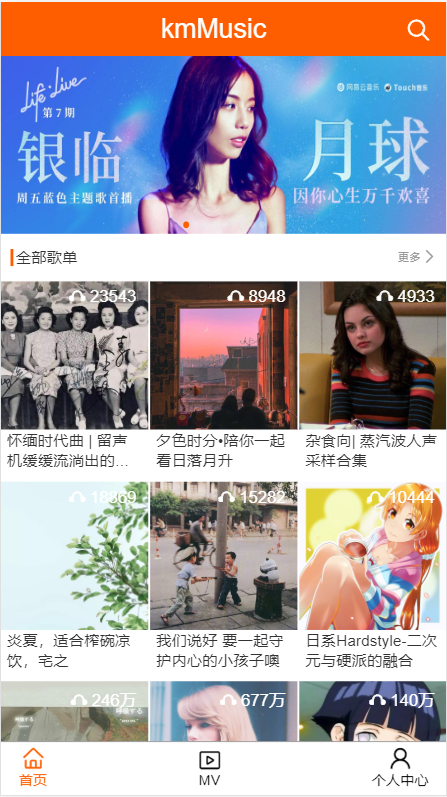 kmMusic
Life·Live
第7期
银临
周五蓝色主题歌首播
网易云音乐 Touch音乐
月球
因你心生万千欢喜
全部歌单
更多
23543
8948
4933
怀缅时代曲 | 留声
机缓缓流淌出的…
夕色时分•陪你一起
看日落月升
杂食向| 蒸汽波人声
采样合集
18869
15282
10444
炎夏，适合榨碗凉
饮，宅之
我们说好 要一起守
护内心的小孩子噢
日系Hardstyle-二次
元与硬派的融合
246万
677万
140万
首页
MV
个人中心